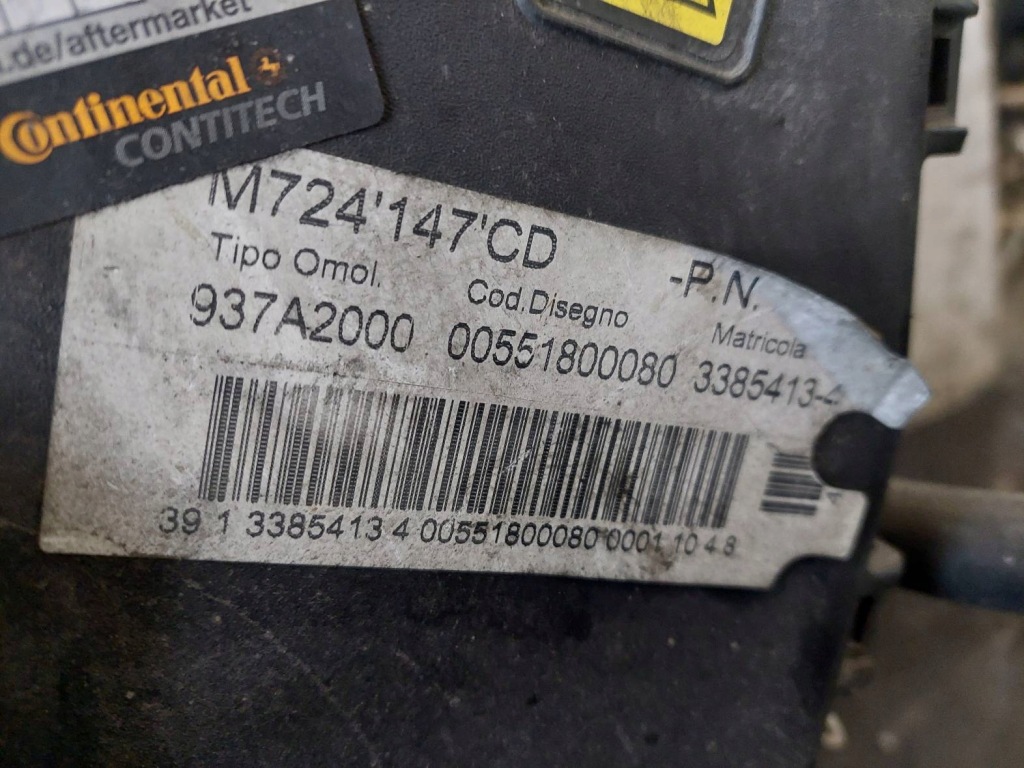 .de/aftermarket
Continental
CONTITECH
M724'147'CD -P.N.
Tipo Omol. Cod.Disegno Matricola
937A2000 00551800080 3385413-4
39 1 3385413 4 00551800080 0001 10 4 8
4